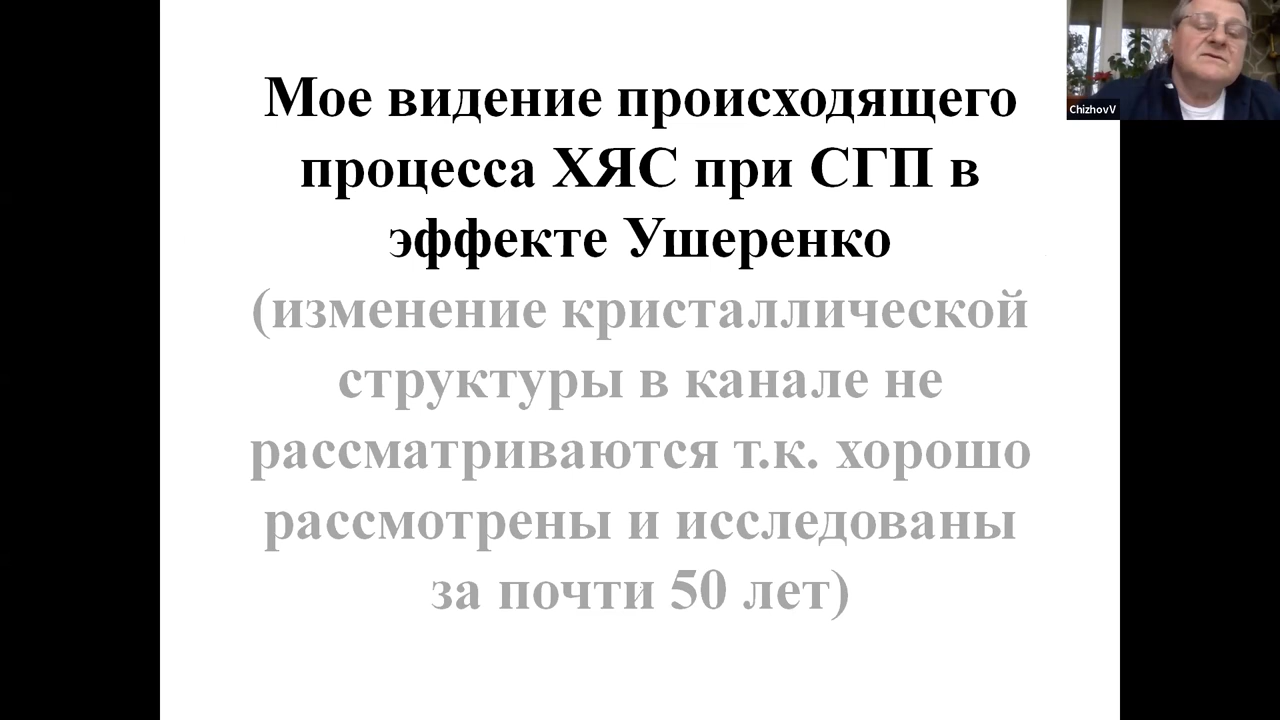 Мое видение происходящего
процесса ХЯС при СГП в
эффекте Ушеренко
(изменение кристаллической
структуры в канале не
рассматриваются т.к. хорошо
рассмотрены и исследованы
за почти 50 лет)
ChizhovV